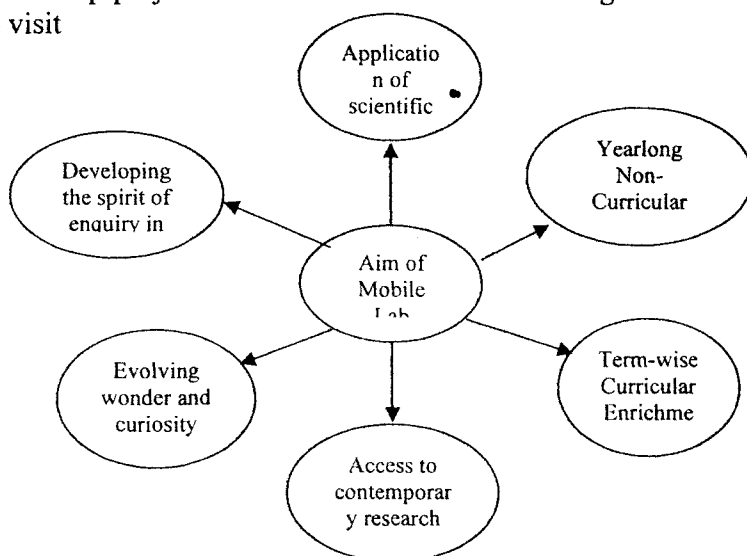 visit
Applicatio
n of
scientific
Yearlong
Non-
Curricular
Developing
the spirit of
enquiry in
Aim of
Mobile
Lab
Evolving
wonder and
curiosity
Term-wise
Curricular
Enrichme
Access to
contemporar
y research